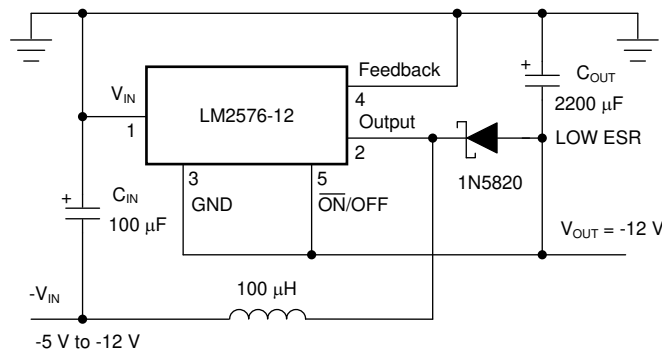 Feedback
4
+
C_OUT
2200 μF
LOW ESR
V_IN
1
LM2576-12
Output
2
1N5820
3
GND
5
O̅N̅/OFF
+
C_IN
100 μF
V_OUT = -12 V
-V_IN
100 μH
-5 V to -12 V